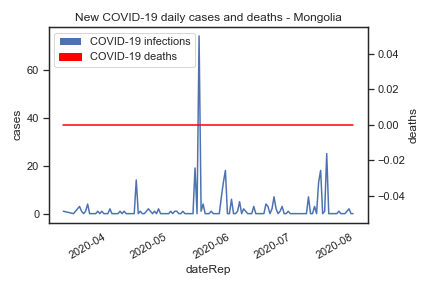 New COVID-19 daily cases and deaths - Mongolia
COVID-19 infections
COVID-19 deaths
cases
60
40
20
0
deaths
0.04
0.02
0.00
−0.02
−0.04
2020-04
2020-05
2020-06
2020-07
2020-08
dateRep